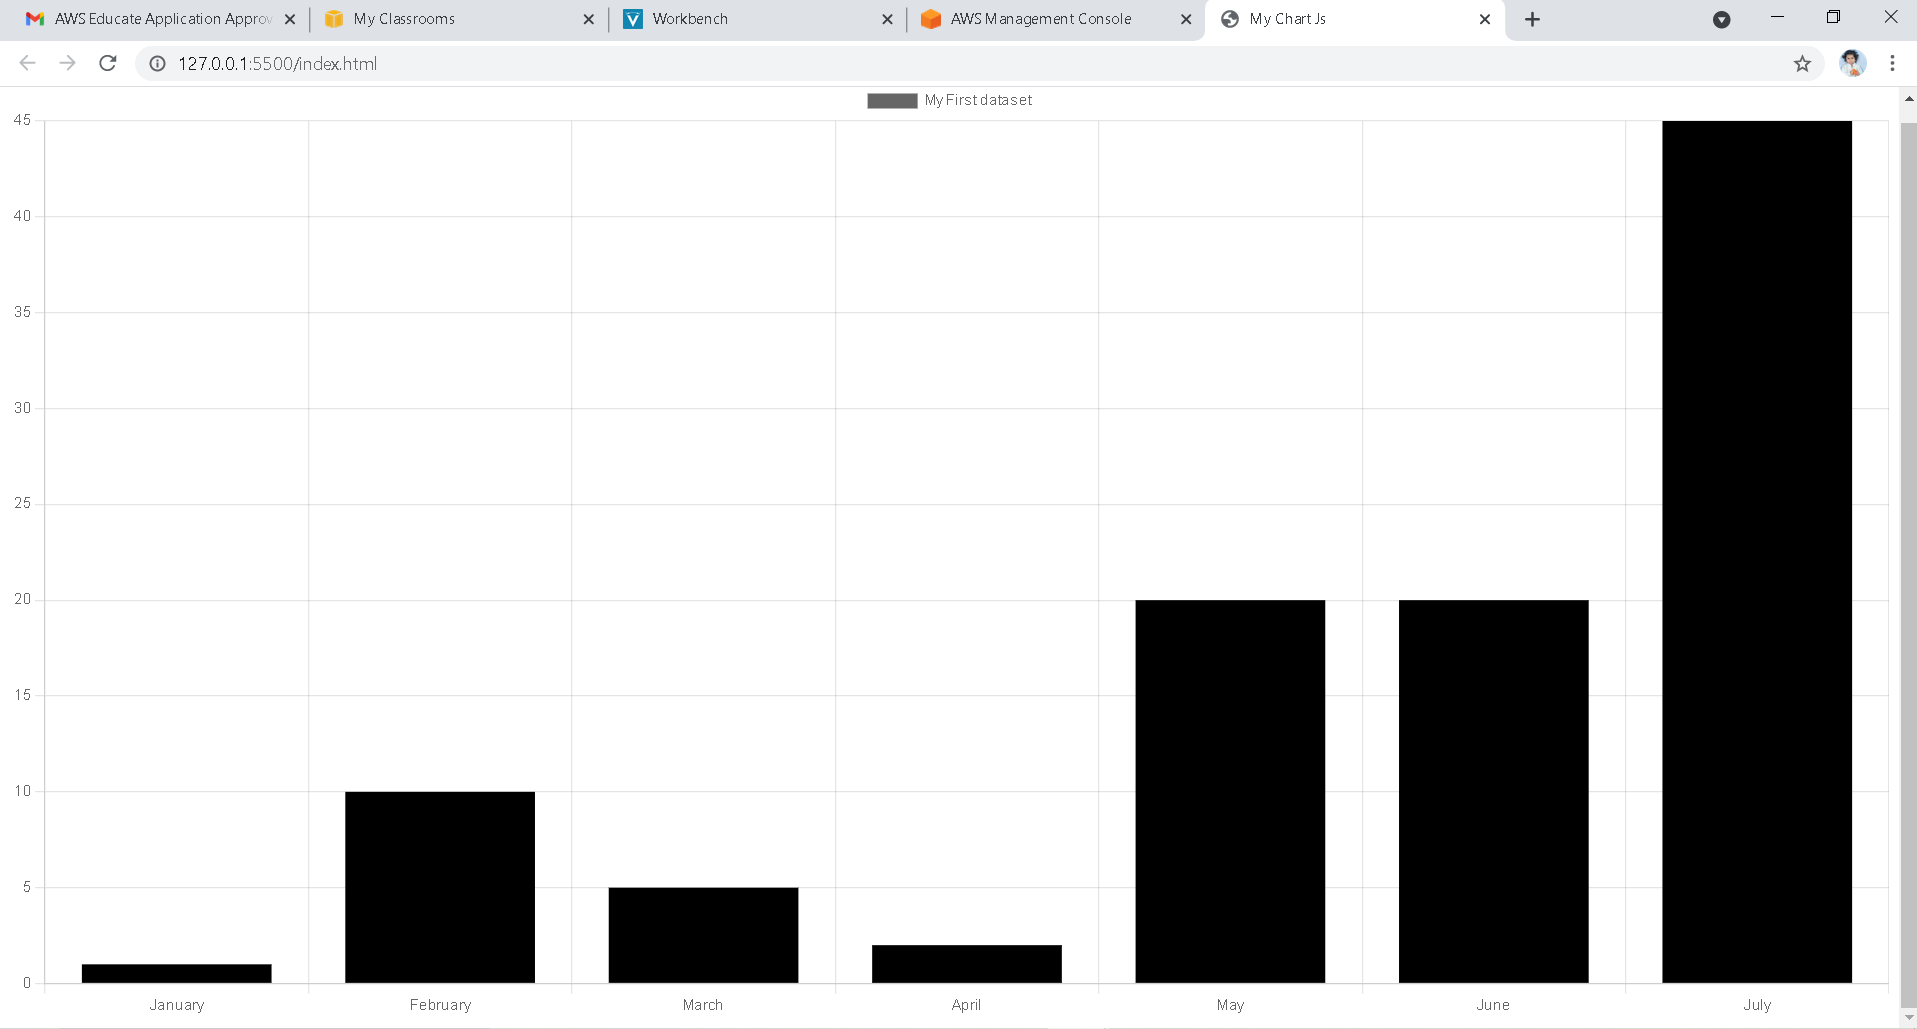 AWS Educate Application Approv
My Classrooms
Workbench
AWS Management Console
My Chart Js
127.0.0.1:5500/index.html
My First dataset
45
40
35
30
25
20
15
10
5
0
January February March April May June July